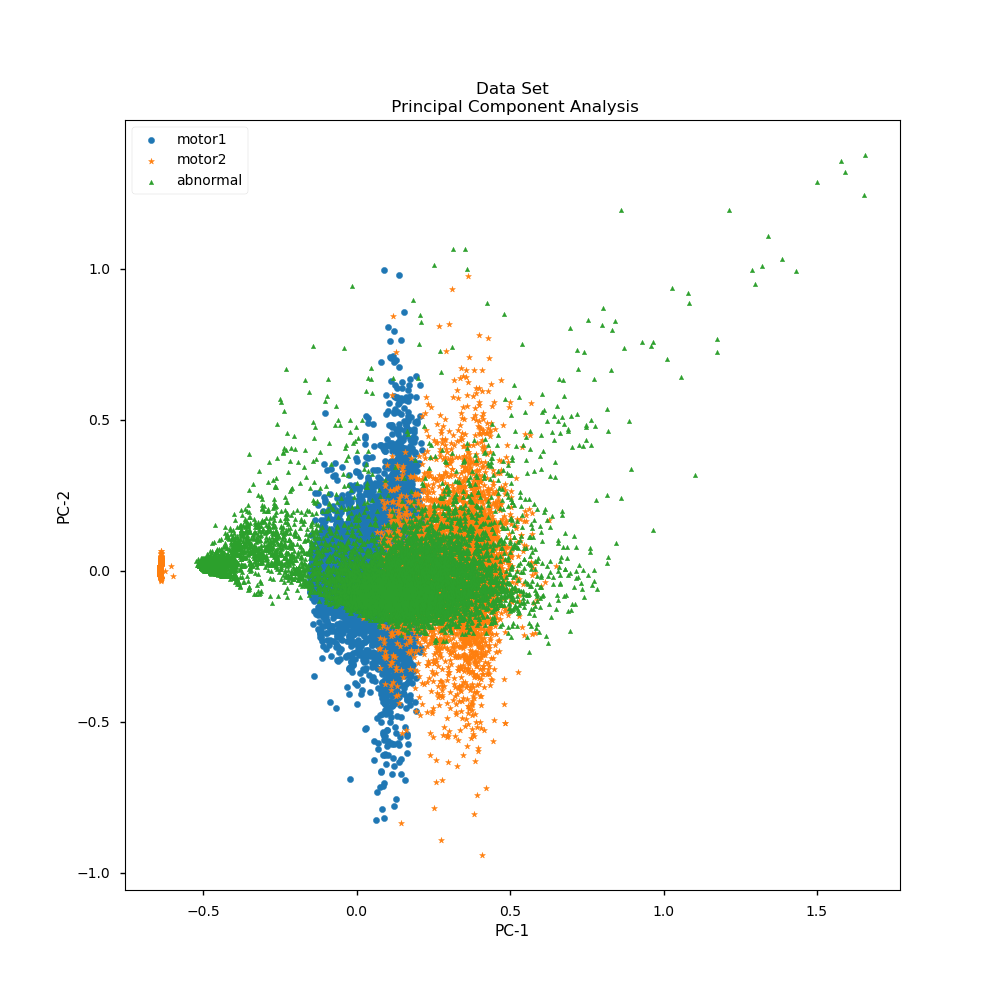 Data Set
Principal Component Analysis
motor1
motor2
abnormal
PC-2
1.0
0.5
0.0
−0.5
−1.0
−0.5
0.0
0.5
1.0
1.5
PC-1